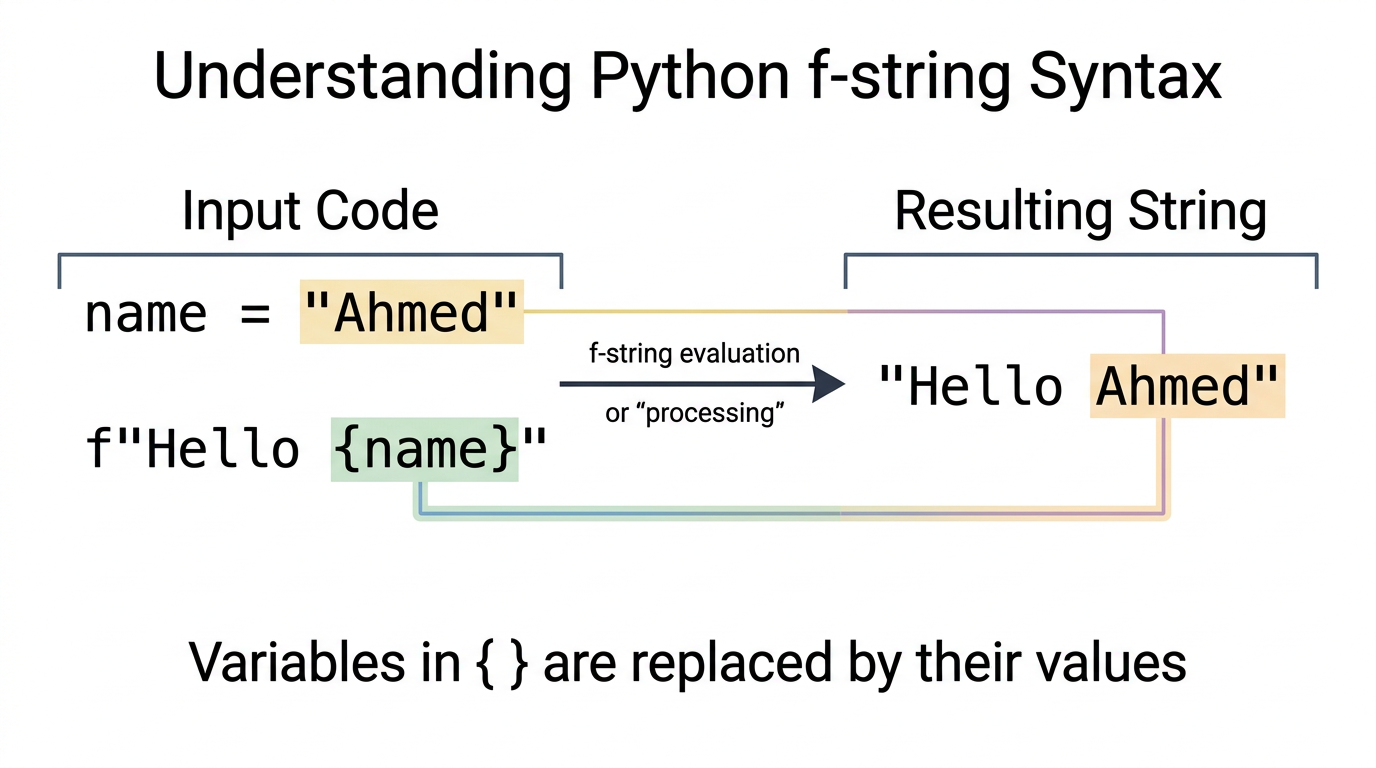 Understanding Python f-string Syntax
Input Code
Resulting String
name = "Ahmed"
f-string evaluation
or “processing”
"Hello Ahmed"
f"Hello {name}"
Variables in { } are replaced by their values